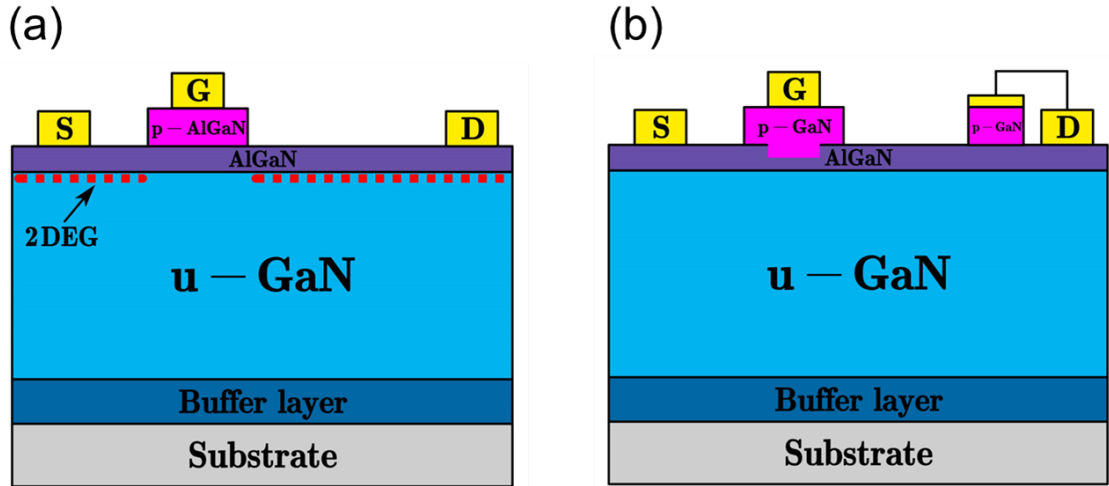 (a)
G
S
p – AlGaN
D
AlGaN
2DEG
u – GaN
Buffer layer
Substrate
(b)
G
S
p – GaN
p – GaN
D
AlGaN
u – GaN
Buffer layer
Substrate